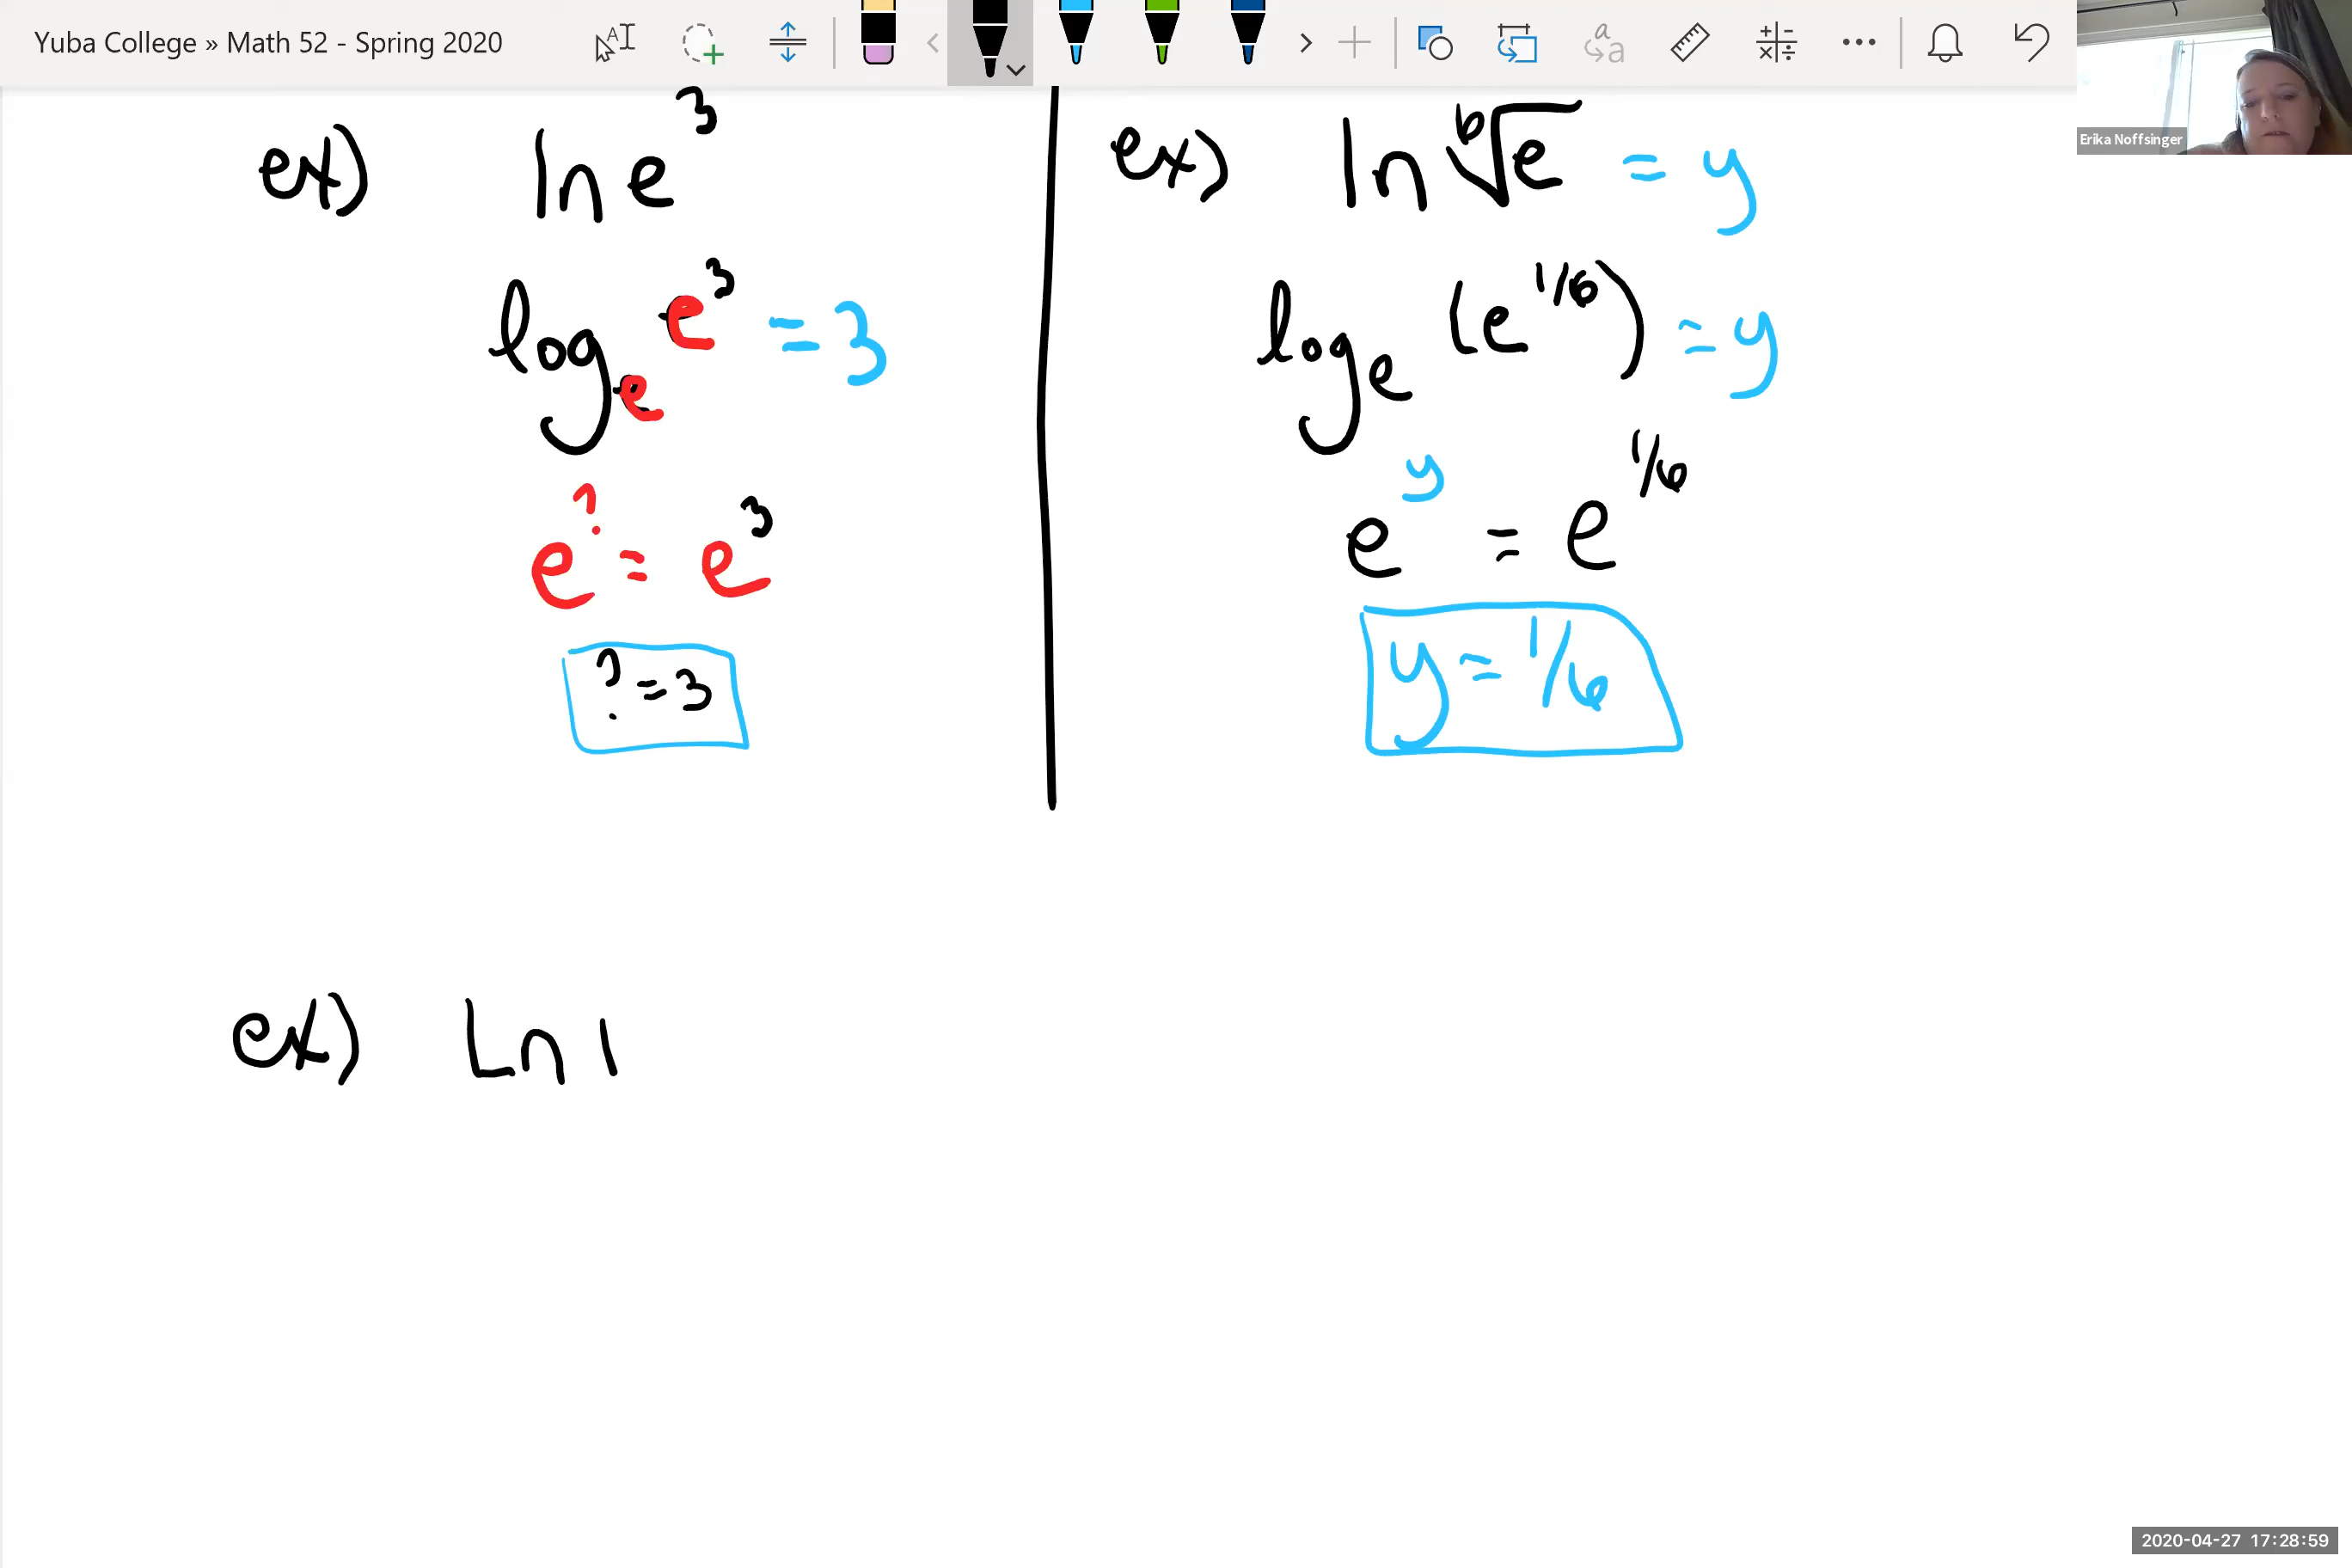 Yuba College » Math 52 - Spring 2020
Erika Noffsinger
ex) ln e³
log_e e³ = 3
e^? = e³
? = 3
ex) ln ⁶√e = y
log_e (e^1/6) = y
e^y = e^1/6
y = 1/6
ex) Ln 1
2020-04-27 17:28:59